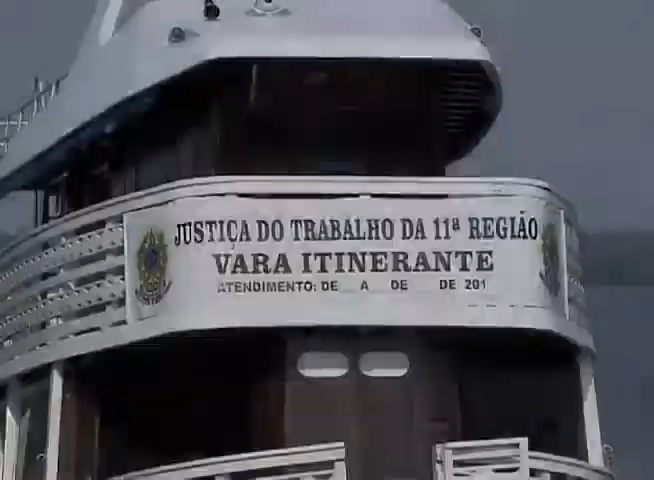 JUSTIÇA DO TRABALHO DA 11ª REGIÃO
VARA ITINERANTE
ATENDIMENTO: DE A DE DE 201